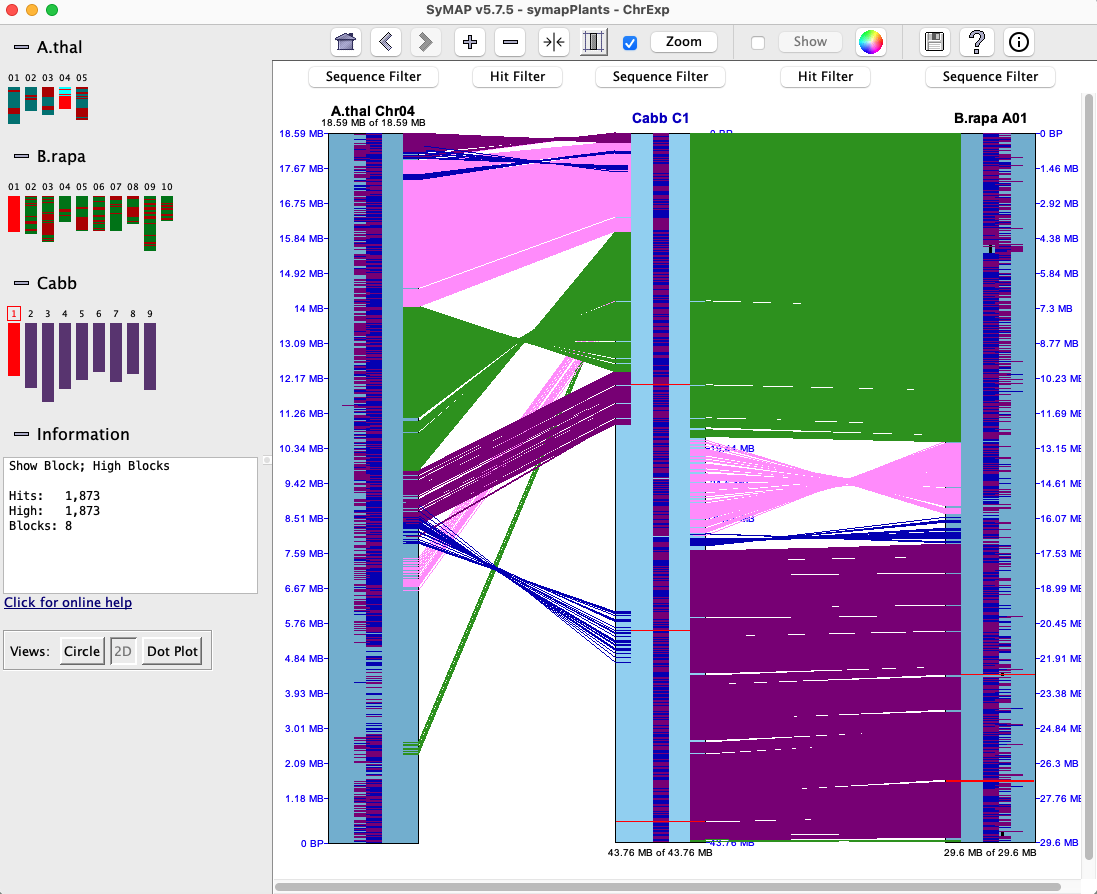 SyMAP v5.7.5 - symapPlants - ChrExp
Zoom
Show
Sequence Filter
Hit Filter
Sequence Filter
Hit Filter
Sequence Filter
A.thal
01 02 03 04 05
B.rapa
01 02 03 04 05 06 07 08 09 10
Cabb
1 2 3 4 5 6 7 8 9
Information
Show Block; High Blocks
Hits: 1,873
High: 1,873
Blocks: 8
Click for online help
Views:
Circle
2D
Dot Plot
A.thal Chr04
18.59 MB of 18.59 MB
Cabb C1
B.rapa A01
18.59 MB
17.67 MB
16.75 MB
15.84 MB
14.92 MB
14 MB
13.09 MB
12.17 MB
11.26 MB
10.34 MB
9.42 MB
8.51 MB
7.59 MB
6.67 MB
5.76 MB
4.84 MB
3.93 MB
3.01 MB
2.09 MB
1.18 MB
0 BP
0 BP
43.76 MB
43.76 MB of 43.76 MB
0 BP
1.46 MB
2.92 MB
4.38 MB
5.84 MB
7.3 MB
8.77 MB
10.23 MB
11.69 MB
13.15 MB
14.61 MB
16.07 MB
17.53 MB
18.99 MB
20.45 MB
21.91 MB
23.38 MB
24.84 MB
26.3 MB
27.76 MB
29.6 MB
29.6 MB of 29.6 MB